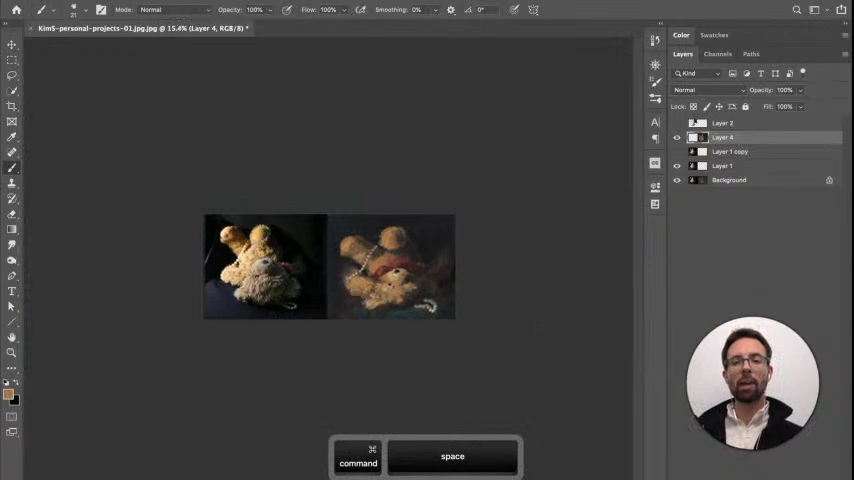 21 Mode: Normal Opacity: 100% Flow: 100% Smoothing: 0% 0°
KimS-personal-projects-01.jpg.jpg @ 15.4% (Layer 4, RGB/8) *
Color Swatches
Layers Channels Paths
Kind
Normal Opacity: 100%
Lock: Fill: 100%
Layer 2
Layer 4
Layer 1 copy
Layer 1
Background
⌘
command
space